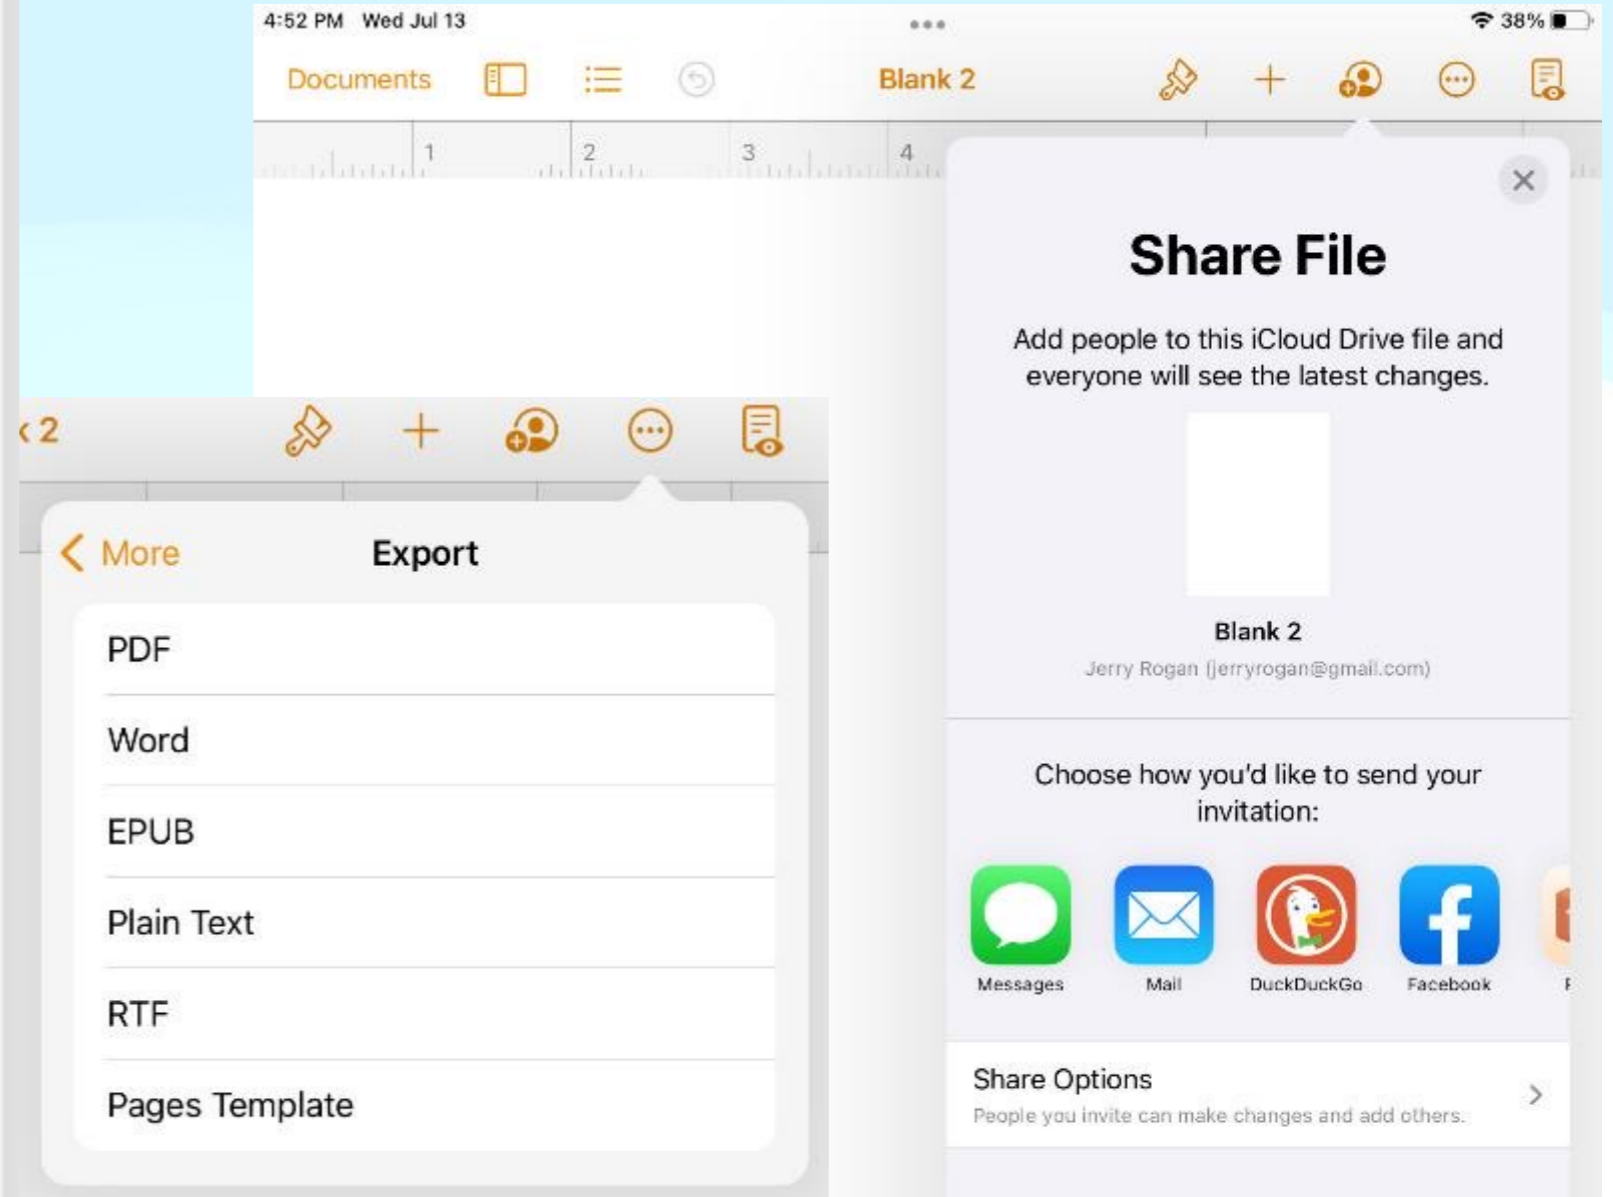 4:52 PM Wed Jul 13
38%
Documents
Blank 2
1 2 3 4
Share File
Add people to this iCloud Drive file and
everyone will see the latest changes.
Blank 2
Jerry Rogan (jerryrogan@gmail.com)
Choose how you'd like to send your
invitation:
Messages Mail DuckDuckGo Facebook
Share Options
People you invite can make changes and add others.
2
More
Export
PDF
Word
EPUB
Plain Text
RTF
Pages Template